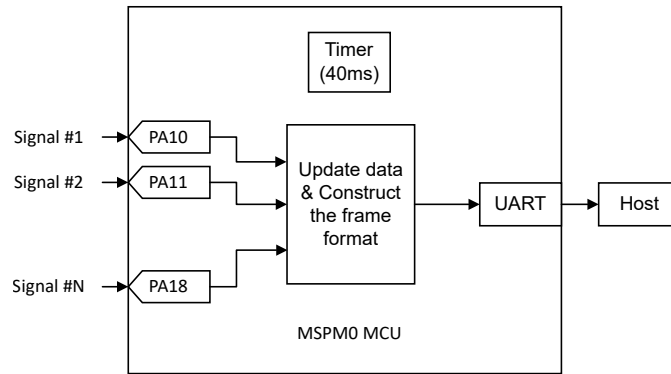 Timer
(40ms)
Signal #1
PA10
Signal #2
PA11
Update data
& Construct
the frame
format
UART
Host
Signal #N
PA18
MSPM0 MCU